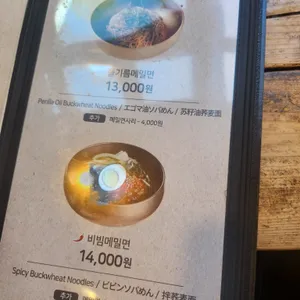 들기름메밀면
13,000원
Perilla Oil Buckwheat Noodles / エゴマ油ソバめん / 苏籽油荞麦面
추가 메밀면사리 - 4,000원
비빔메밀면
14,000원
Spicy Buckwheat Noodles / ビビンソバめん / 拌荞麦面
추가